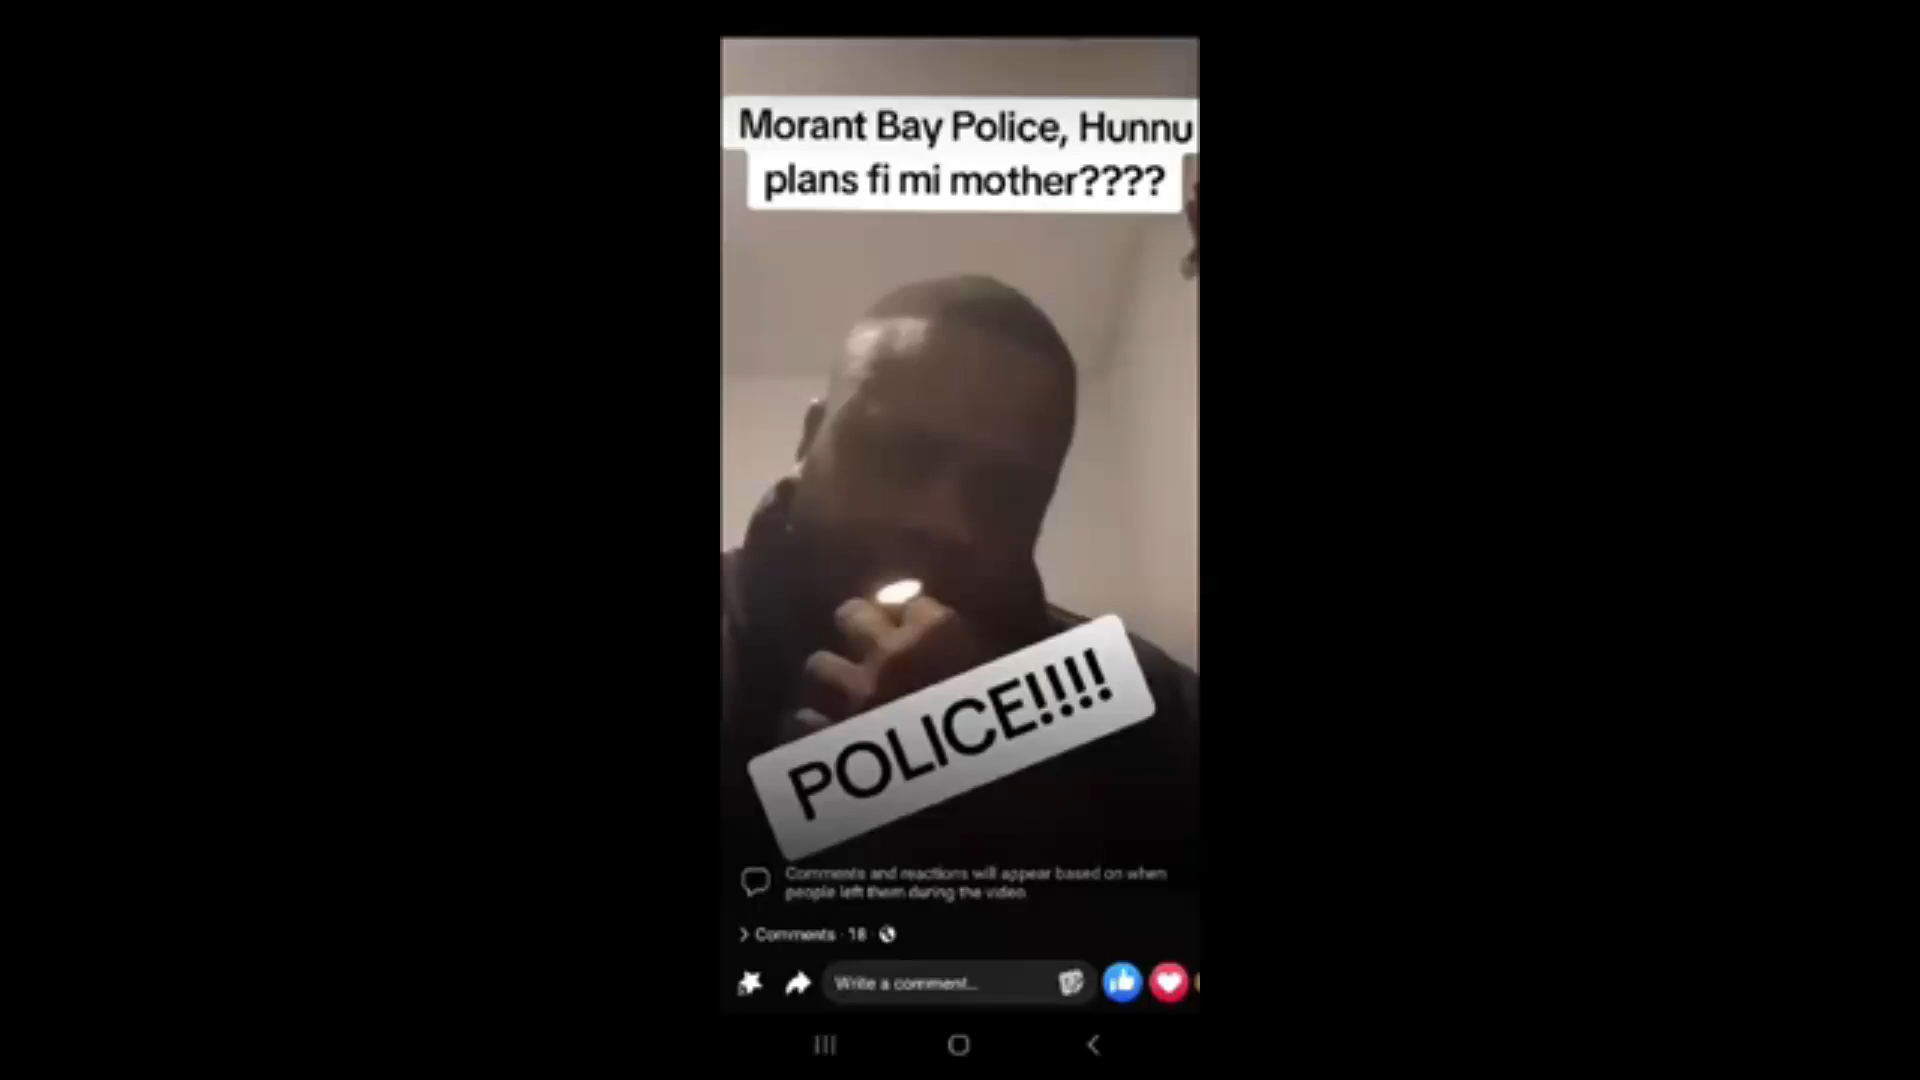 Morant Bay Police, Hunnu
plans fi mi mother????
POLICE!!!!
Comments and reactions will appear based on when
people left them during the video.
Comments · 18
Write a comment...